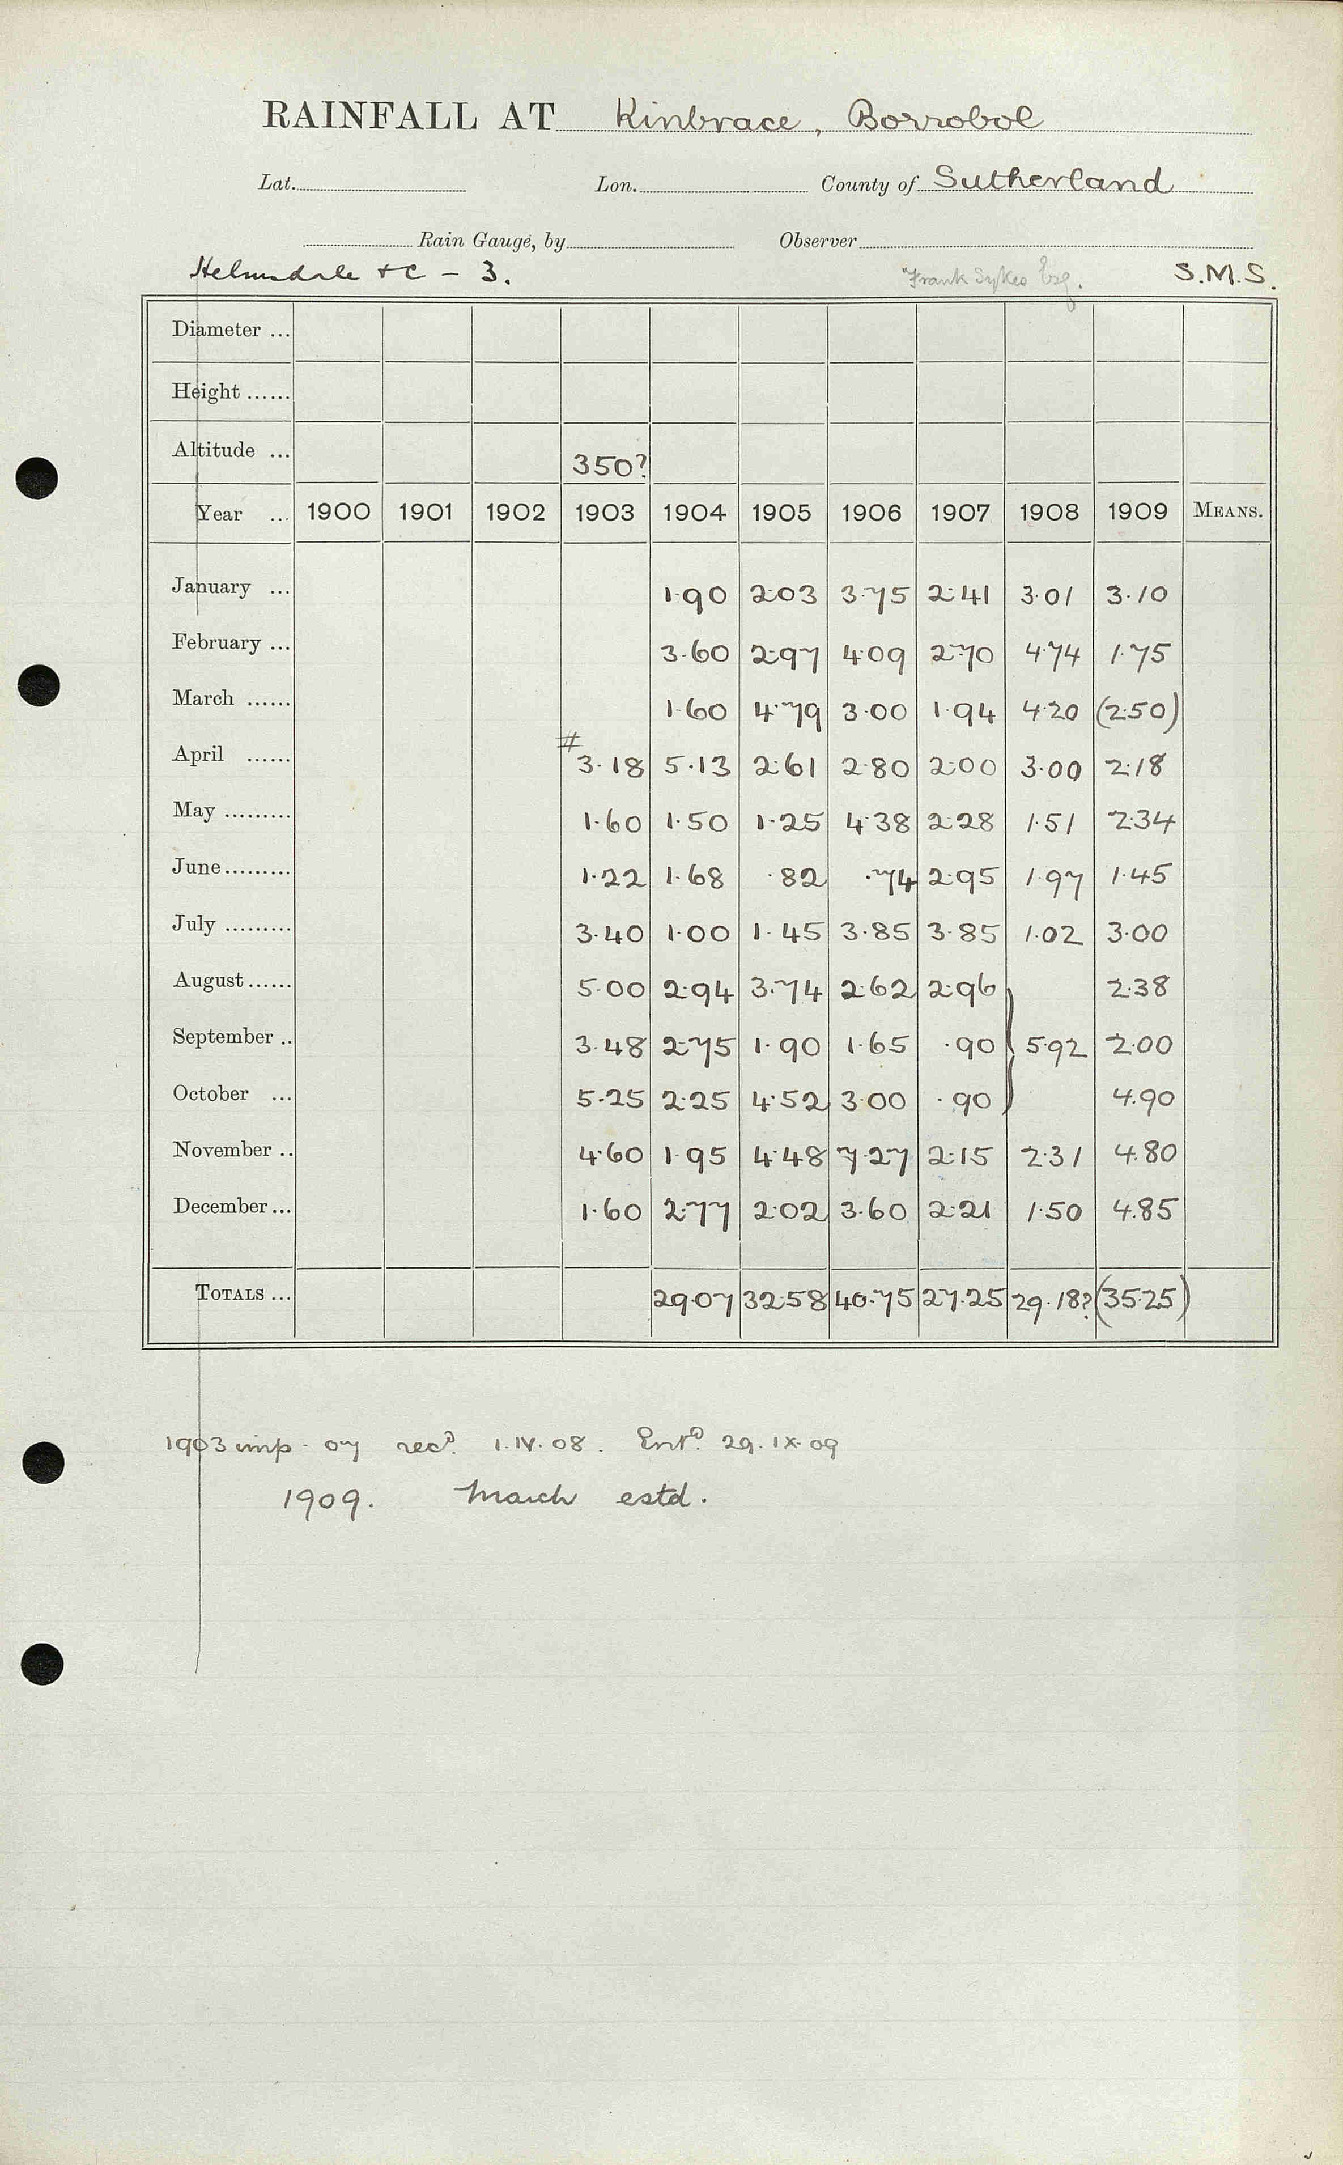 RAINFALL AT Kinbrace, Borrobol
Lat. Lon. County of Sutherland
Rain Gauge, by Observer
Helmsdale + C - 3. Frank Sykes Esq. S.M.S.
Diameter ...
Height ......
Altitude ... 350?
Year ... 1900 1901 1902 1903 1904 1905 1906 1907 1908 1909 MEANS.
January ... 1.90 2.03 3.75 2.41 3.01 3.10
February ... 3.60 2.97 4.09 2.70 4.74 1.75
March ...... 1.60 4.79 3.00 1.94 4.20 (2.50)
April ...... # 3.18 5.13 2.61 2.80 2.00 3.00 2.18
May ......... 1.60 1.50 1.25 4.38 2.28 1.51 2.34
June ......... 1.22 1.68 .82 .74 2.95 1.97 1.45
July ......... 3.40 1.00 1.45 3.85 3.85 1.02 3.00
August ...... 5.00 2.94 3.74 2.62 2.96 2.38
September .. 3.48 2.75 1.90 1.65 .90 } 5.92 2.00
October ... 5.25 2.25 4.52 3.00 .90 4.90
November .. 4.60 1.95 4.48 7.27 2.15 2.31 4.80
December ... 1.60 2.77 2.02 3.60 2.21 1.50 4.85
TOTALS ... 29.07 32.58 40.75 27.25 29.18? (35.25)
1903 imp - 07 recd. 1.IV.08. Entd. 29.IX.09
1909. March estd.